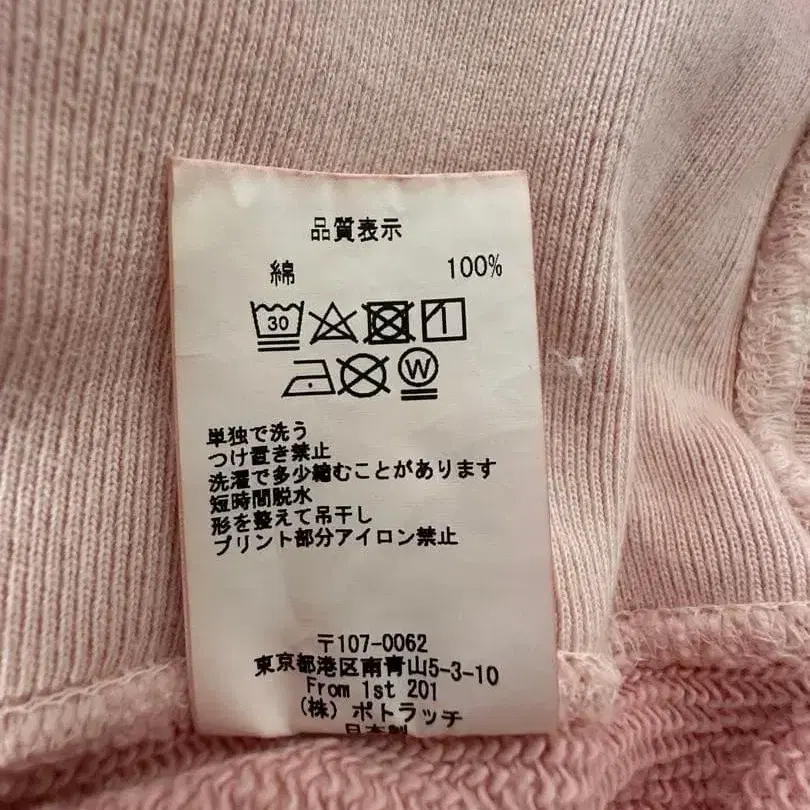 品質表示
綿 100%
30
W
単独で洗う
つけ置き禁止
洗濯で多少縮むことがあります
短時間脱水
形を整えて吊干し
プリント部分アイロン禁止
〒107-0062
東京都港区南青山5-3-10
From 1st 201
(株) ポトラッチ
日本製